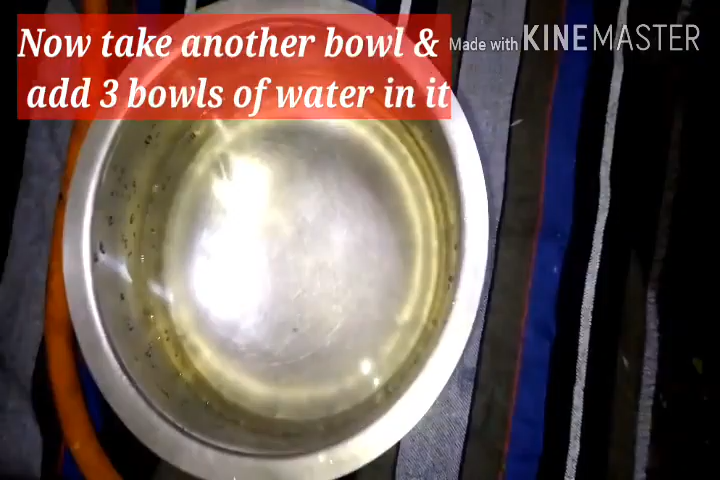 Now take another bowl &
add 3 bowls of water in it
Made with KINEMASTER